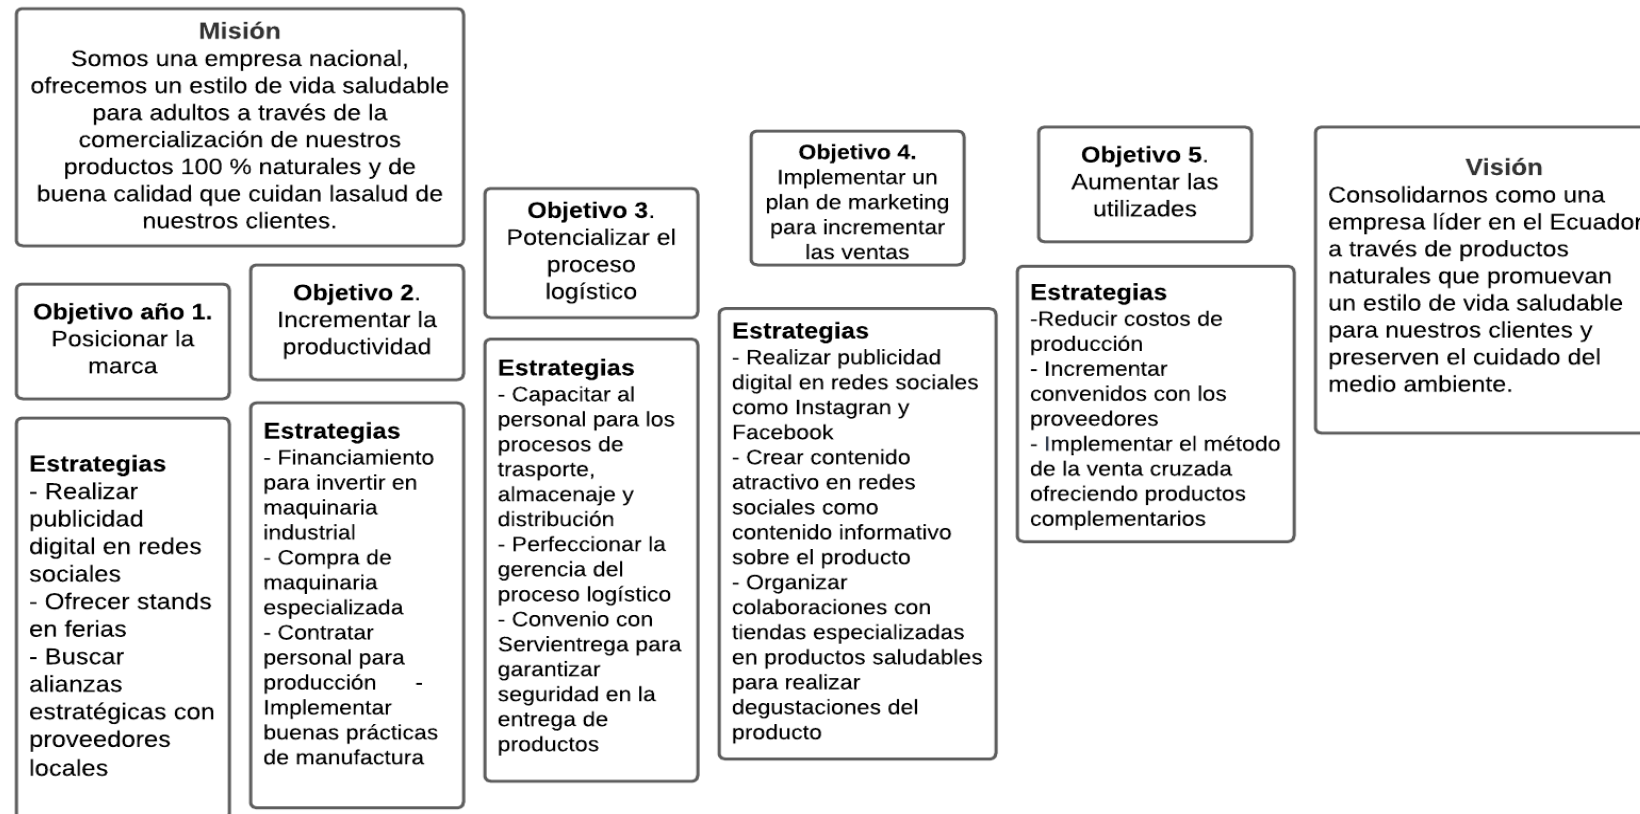 Misión
Somos una empresa nacional,
ofrecemos un estilo de vida saludable
para adultos a través de la
comercialización de nuestros
productos 100 % naturales y de
buena calidad que cuidan lasalud de
nuestros clientes.
Objetivo año 1.
Posicionar la
marca
Estrategias
- Realizar
publicidad
digital en redes
sociales
- Ofrecer stands
en ferias
- Buscar
alianzas
estratégicas con
proveedores
locales
Objetivo 2.
Incrementar la
productividad
Estrategias
- Financiamiento
para invertir en
maquinaria
industrial
- Compra de
maquinaria
especializada
- Contratar
personal para
producción -
Implementar
buenas prácticas
de manufactura
Objetivo 3.
Potencializar el
proceso
logístico
Estrategias
- Capacitar al
personal para los
procesos de
trasporte,
almacenaje y
distribución
- Perfeccionar la
gerencia del
proceso logístico
- Convenio con
Servientrega para
garantizar
seguridad en la
entrega de
productos
Objetivo 4.
Implementar un
plan de marketing
para incrementar
las ventas
Estrategias
- Realizar publicidad
digital en redes sociales
como Instagran y
Facebook
- Crear contenido
atractivo en redes
sociales como
contenido informativo
sobre el producto
- Organizar
colaboraciones con
tiendas especializadas
en productos saludables
para realizar
degustaciones del
producto
Objetivo 5.
Aumentar las
utilizades
Estrategias
-Reducir costos de
producción
- Incrementar
convenidos con los
proveedores
- Implementar el método
de la venta cruzada
ofreciendo productos
complementarios
Visión
Consolidarnos como una
empresa líder en el Ecuador
a través de productos
naturales que promuevan
un estilo de vida saludable
para nuestros clientes y
preserven el cuidado del
medio ambiente.